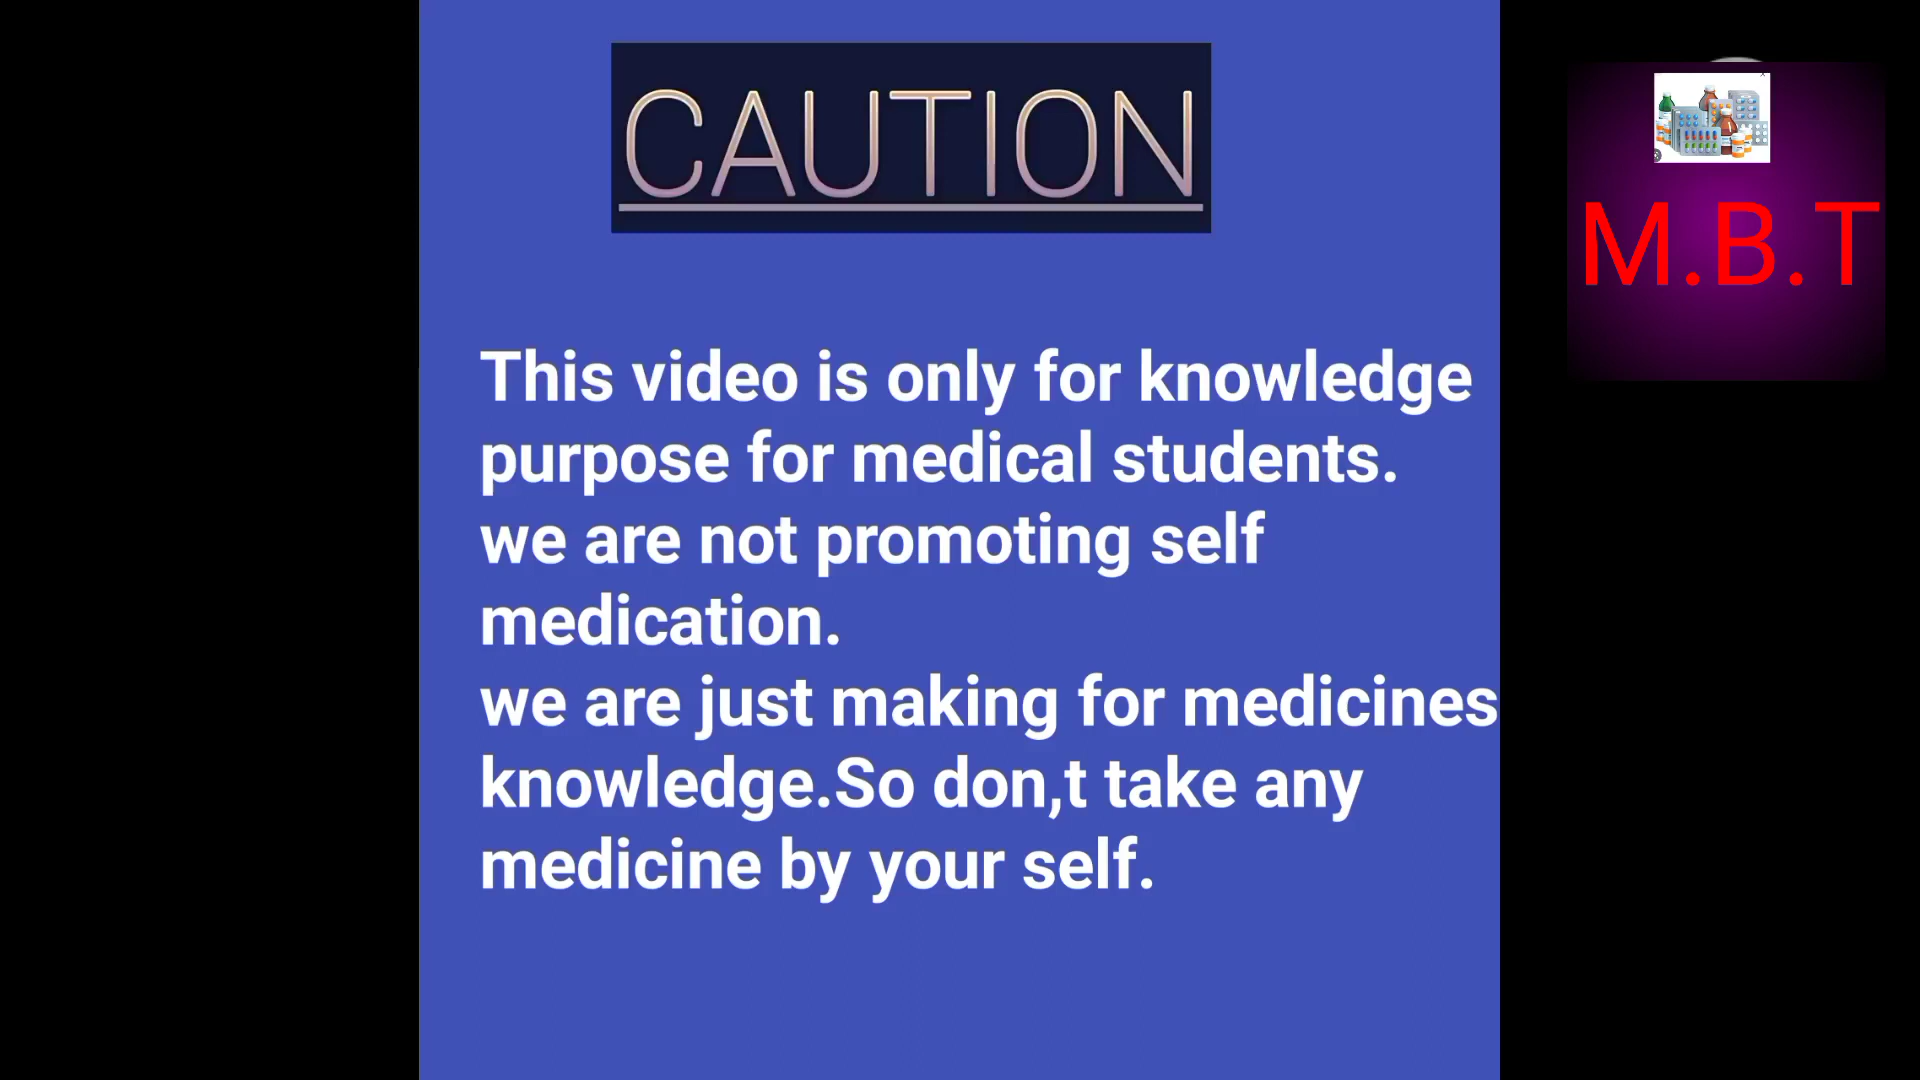 CAUTION
M.B.T
This video is only for knowledge
purpose for medical students.
we are not promoting self
medication.
we are just making for medicines
knowledge.So don,t take any
medicine by your self.